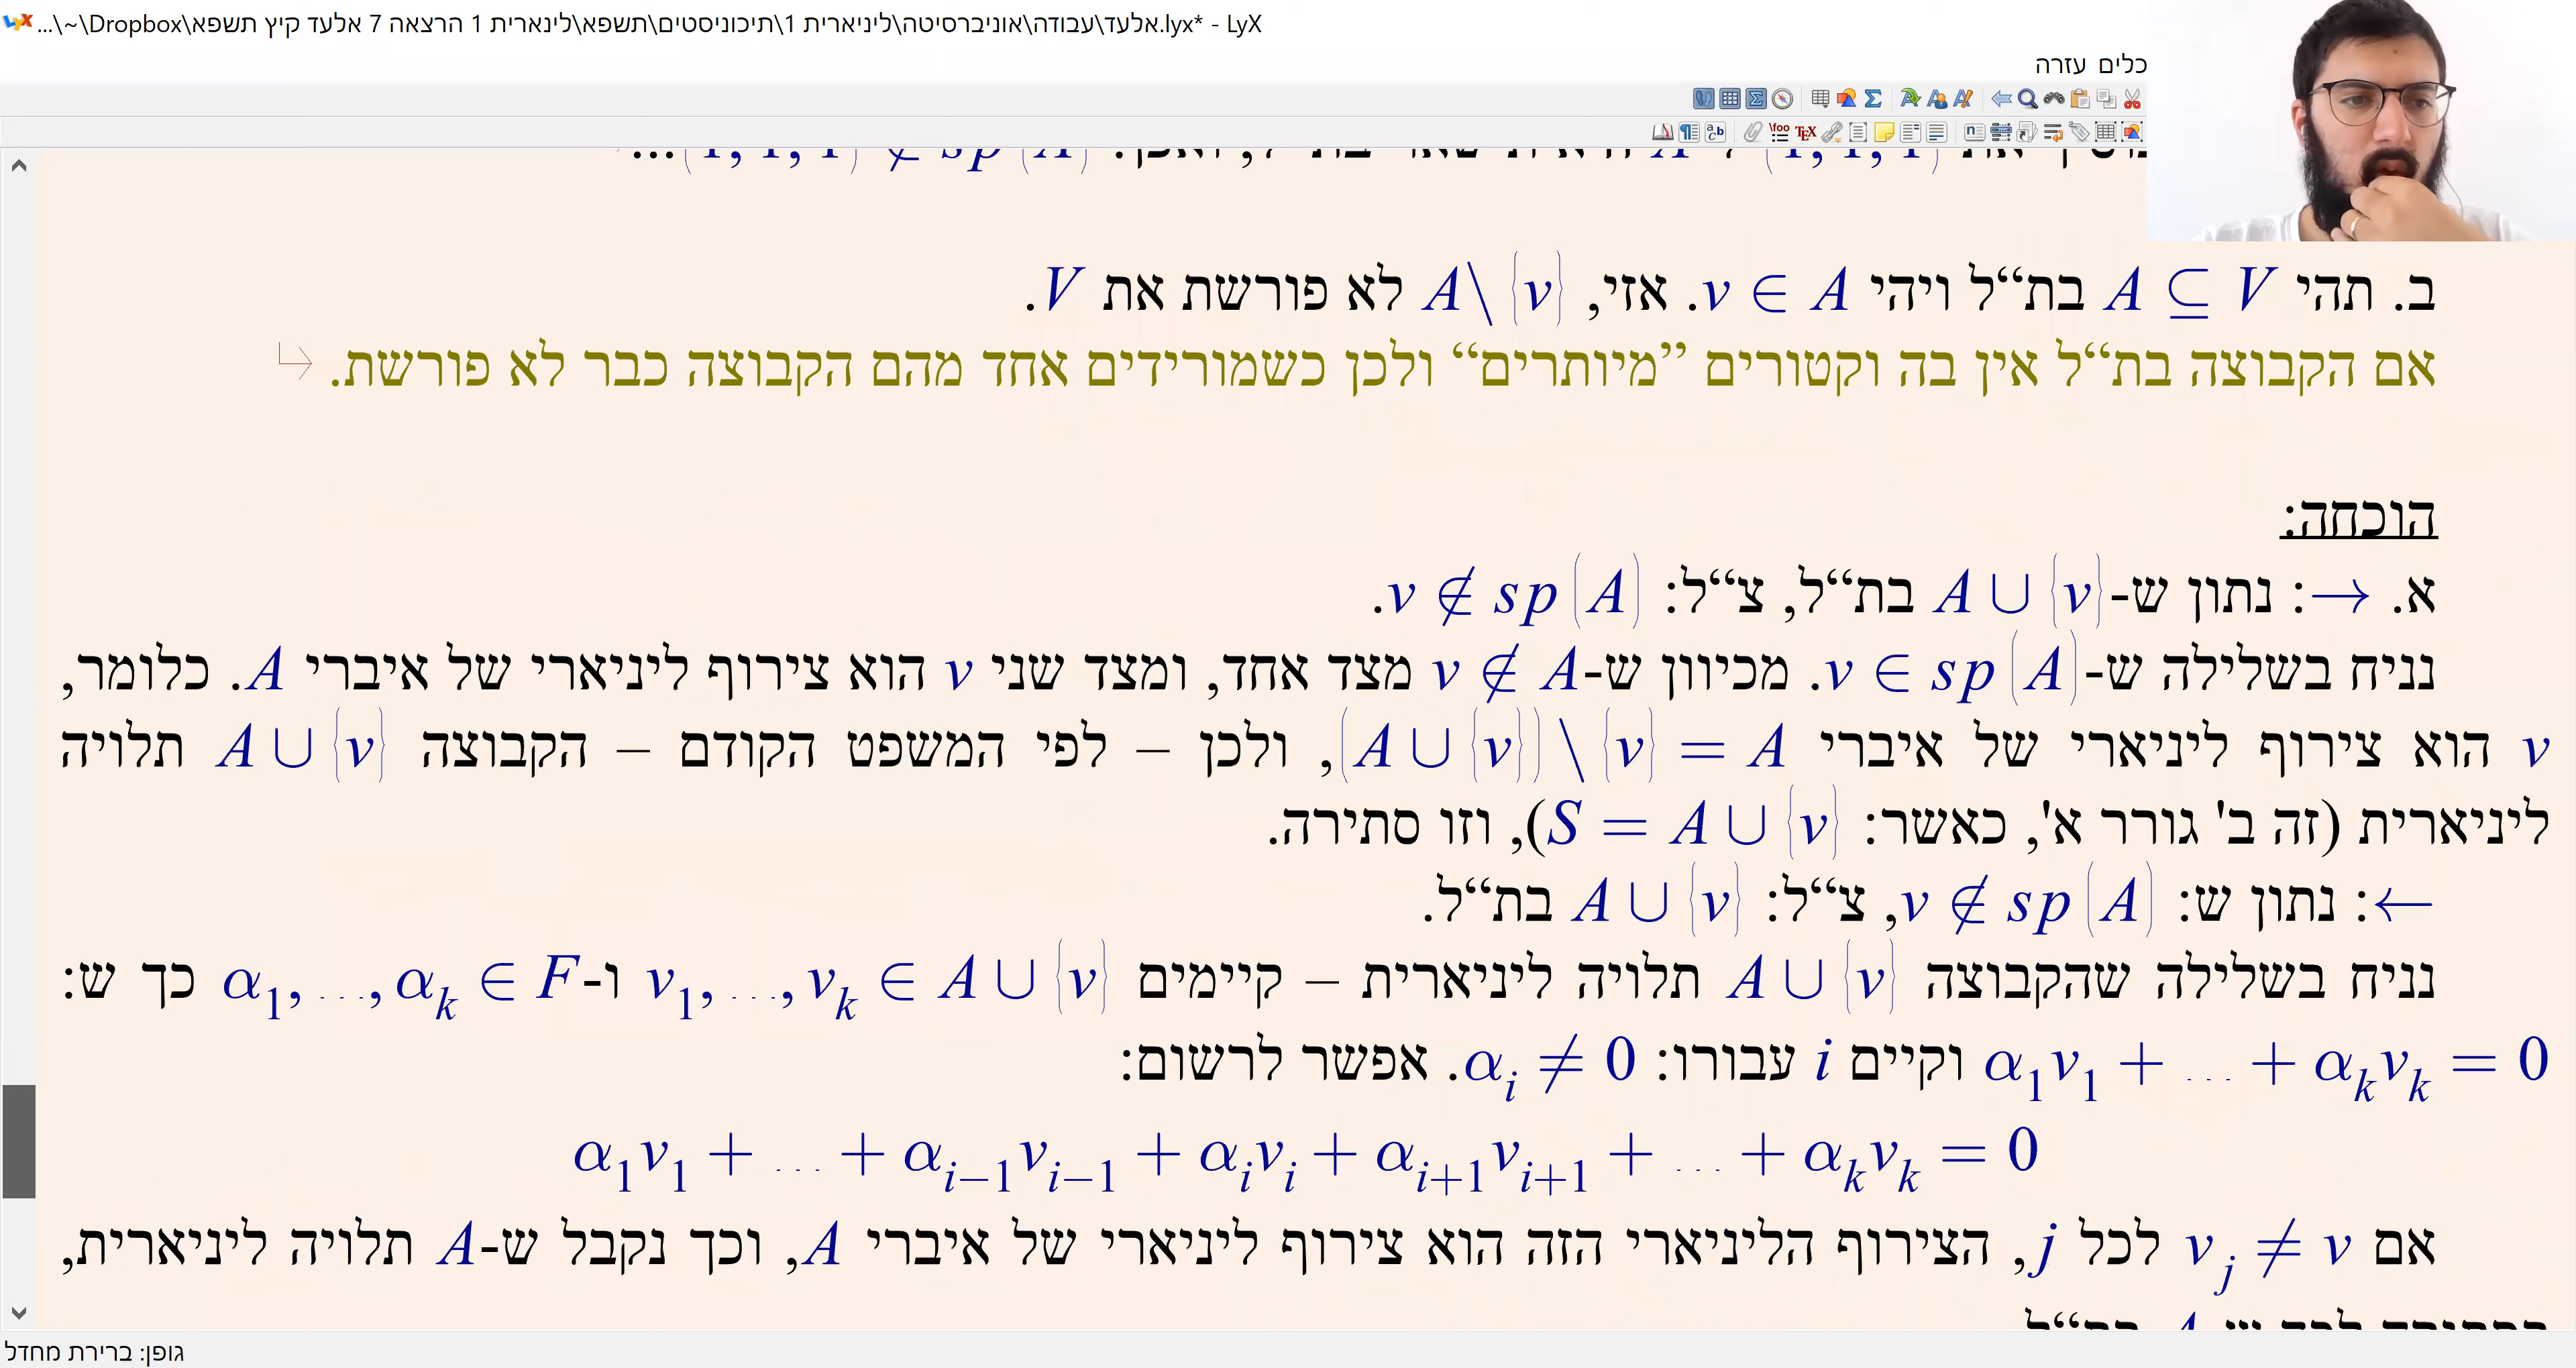 ...\~\Dropbox\אלעד\עבודה\אוניברסיטה\ליניארית 1\תיכוניסטים\תשפא\לינארית 1 הרצאה 7 אלעד קיץ תשפא.lyx* - LyX
כלים עזרה
ב. תהי A ⊆ V בת“ל ויהי v ∈ A. אזי, A\{v} לא פורשת את V.
אם הקבוצה בת“ל אין בה וקטורים ”מיותרים“ ולכן כשמורידים אחד מהם הקבוצה כבר לא פורשת.
הוכחה:
א. →: נתון ש-A ∪ {v} בת“ל, צ“ל: v ∉ sp(A).
נניח בשלילה ש-v ∈ sp(A). מכיוון ש-v ∉ A מצד אחד, ומצד שני v הוא צירוף ליניארי של איברי A. כלומר,
v הוא צירוף ליניארי של איברי (A ∪ {v}) \ {v} = A, ולכן – לפי המשפט הקודם – הקבוצה A ∪ {v} תלויה
ליניארית (זה ב' גורר א', כאשר: S = A ∪ {v}), וזו סתירה.
←: נתון ש: v ∉ sp(A), צ“ל: A ∪ {v} בת“ל.
נניח בשלילה שהקבוצה A ∪ {v} תלויה ליניארית – קיימים v₁, …, vₖ ∈ A ∪ {v} ו-α₁, …, αₖ ∈ F כך ש:
α₁v₁ + … + αₖvₖ = 0 וקיים i עבורו: αᵢ ≠ 0. אפשר לרשום:
α₁v₁ + … + αᵢ₋₁vᵢ₋₁ + αᵢvᵢ + αᵢ₊₁vᵢ₊₁ + … + αₖvₖ = 0
אם vⱼ ≠ v לכל j, הצירוף הליניארי הזה הוא צירוף ליניארי של איברי A, וכך נקבל ש-A תלויה ליניארית,
גופן: ברירת מחדל